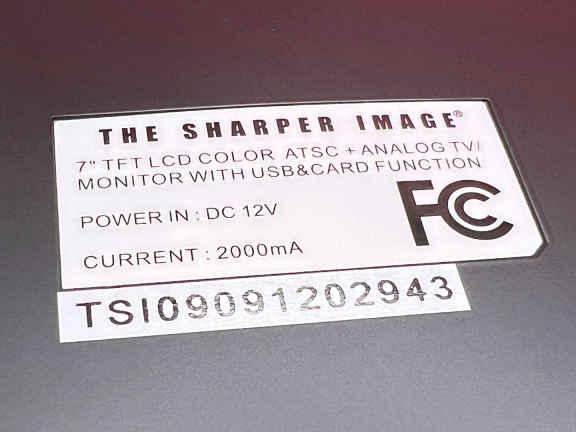 THE SHARPER IMAGE®
7" TFT LCD COLOR ATSC + ANALOG TV/
MONITOR WITH USB&CARD FUNCTION
POWER IN : DC 12V
FC
CURRENT : 2000mA
TSI09091202943